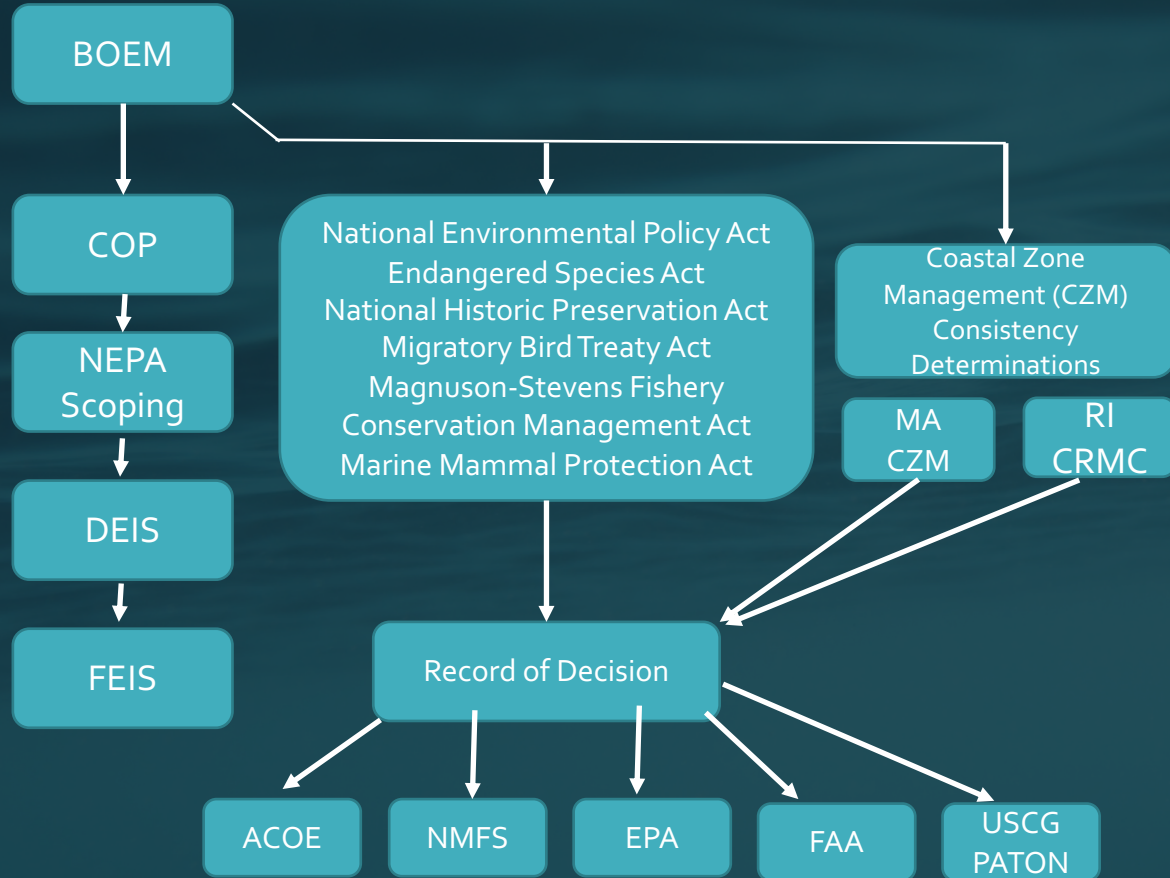 BOEM
COP
NEPA
Scoping
DEIS
FEIS
National Environmental Policy Act
Endangered Species Act
National Historic Preservation Act
Migratory Bird Treaty Act
Magnuson-Stevens Fishery
Conservation Management Act
Marine Mammal Protection Act
Coastal Zone
Management (CZM)
Consistency
Determinations
MA
CZM
RI
CRMC
Record of Decision
ACOE
NMFS
EPA
FAA
USCG
PATON